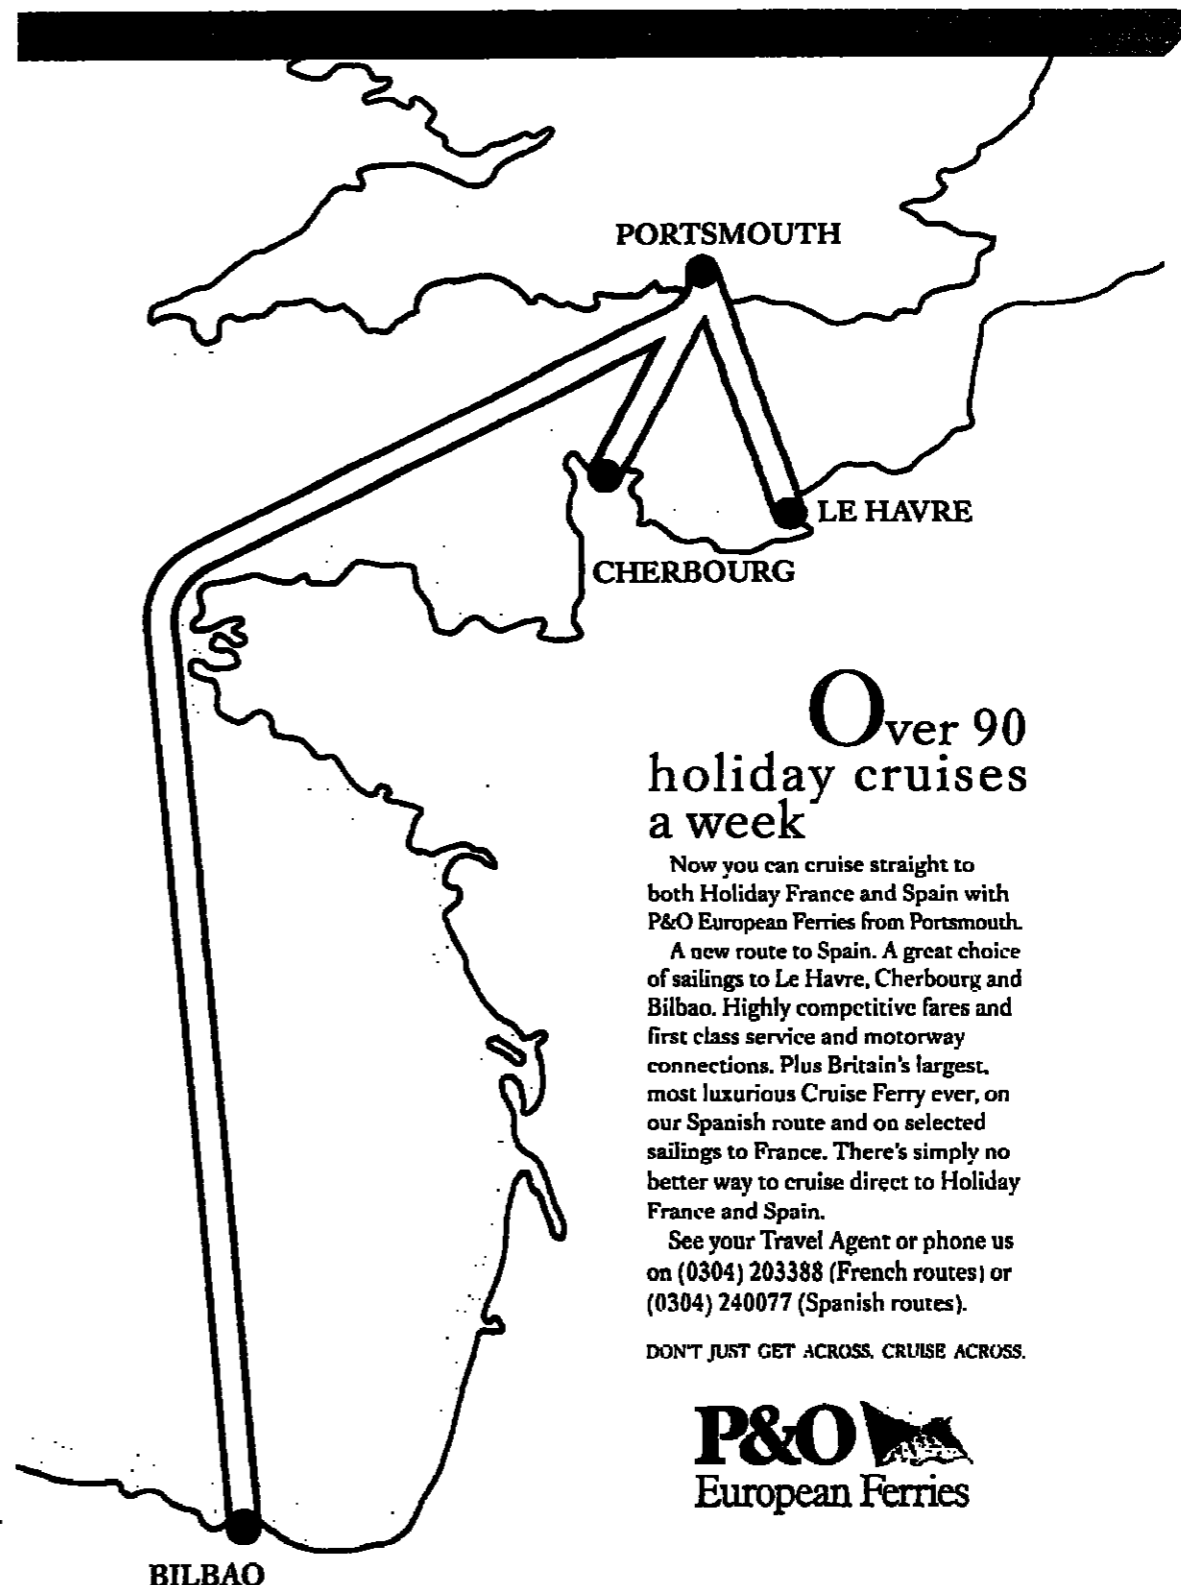 PORTSMOUTH
LE HAVRE
CHERBOURG
Over 90
holiday cruises
a week
Now you can cruise straight to
both Holiday France and Spain with
P&O European Ferries from Portsmouth.
A new route to Spain. A great choice
of sailings to Le Havre, Cherbourg and
Bilbao. Highly competitive fares and
first class service and motorway
connections. Plus Britain's largest,
most luxurious Cruise Ferry ever, on
our Spanish route and on selected
sailings to France. There's simply no
better way to cruise direct to Holiday
France and Spain.
See your Travel Agent or phone us
on (0304) 203388 (French routes) or
(0304) 240077 (Spanish routes).
DON'T JUST GET ACROSS. CRUISE ACROSS.
P&O
European Ferries
BILBAO